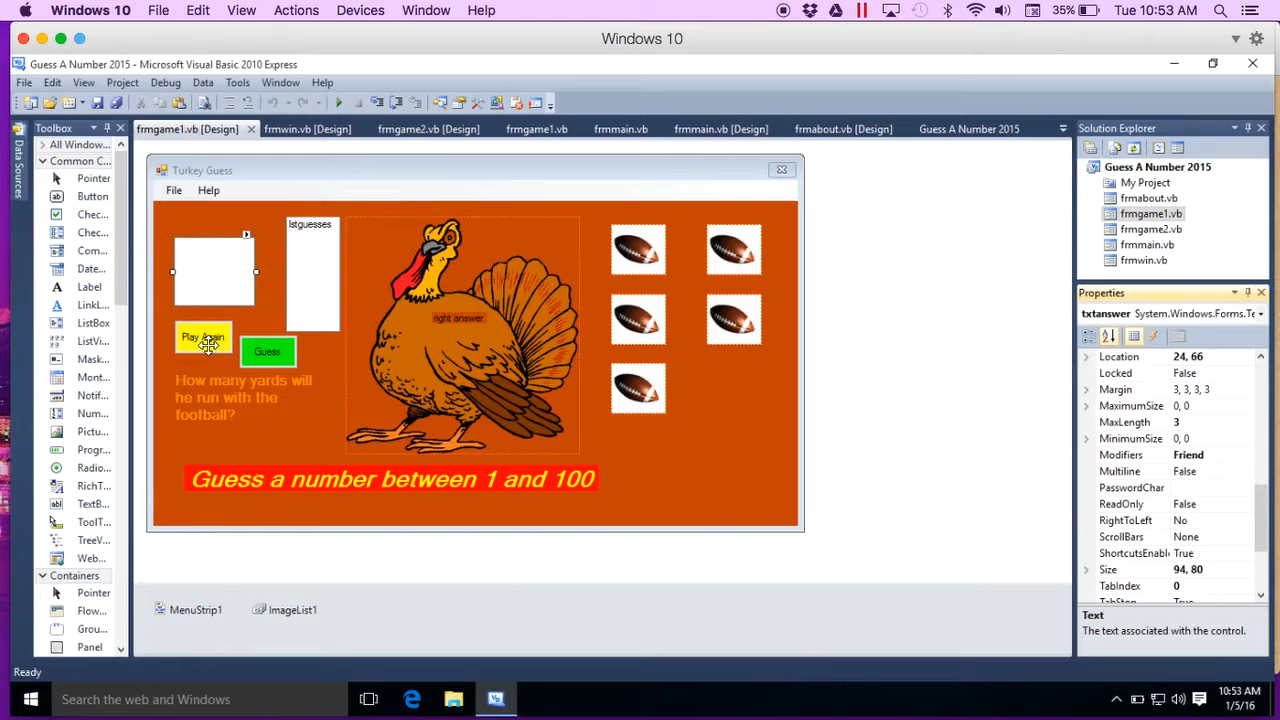 Windows 10 File Edit View Actions Devices Window Help 35% Tue 10:53 AM
Windows 10
Guess A Number 2015 - Microsoft Visual Basic 2010 Express
File Edit View Project Debug Data Tools Window Help
Toolbox
frmgame1.vb [Design] frmwin.vb [Design] frmgame2.vb [Design] frmgame1.vb frmmain.vb frmmain.vb [Design] frmabout.vb [Design] Guess A Number 2015
Data Sources
All Window...
Common C...
Pointer
Button
Chec...
Chec...
Com...
Date...
Label
LinkL...
ListBox
ListVi...
Mask...
Mont...
Notif...
Num...
Pictu...
Progr...
Radio...
RichT...
TextB...
ToolT...
TreeV...
Web...
Containers
Pointer
Flow...
Grou...
Panel
Turkey Guess
File Help
lstguesses
right answer
Play Again
Guess
How many yards will
he run with the
football?
Guess a number between 1 and 100
MenuStrip1 ImageList1
Solution Explorer
Guess A Number 2015
My Project
frmabout.vb
frmgame1.vb
frmgame2.vb
frmmain.vb
frmwin.vb
Properties
txtanswer System.Windows.Forms.Te
Location 24, 66
Locked False
Margin 3, 3, 3, 3
MaximumSize 0, 0
MaxLength 3
MinimumSize 0, 0
Modifiers Friend
Multiline False
PasswordChar
ReadOnly False
RightToLeft No
ScrollBars None
ShortcutsEnabl True
Size 94, 80
TabIndex 0
Text
The text associated with the control.
Ready
Search the web and Windows
10:53 AM
1/5/16